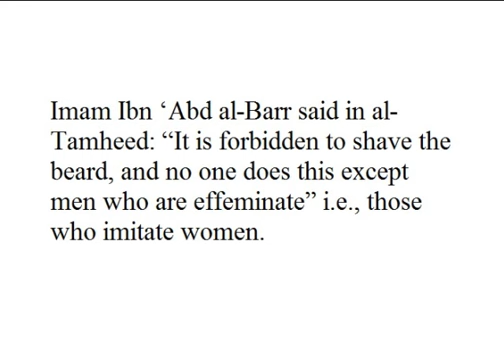 Imam Ibn ‘Abd al-Barr said in al-
Tamheed: “It is forbidden to shave the
beard, and no one does this except
men who are effeminate” i.e., those
who imitate women.